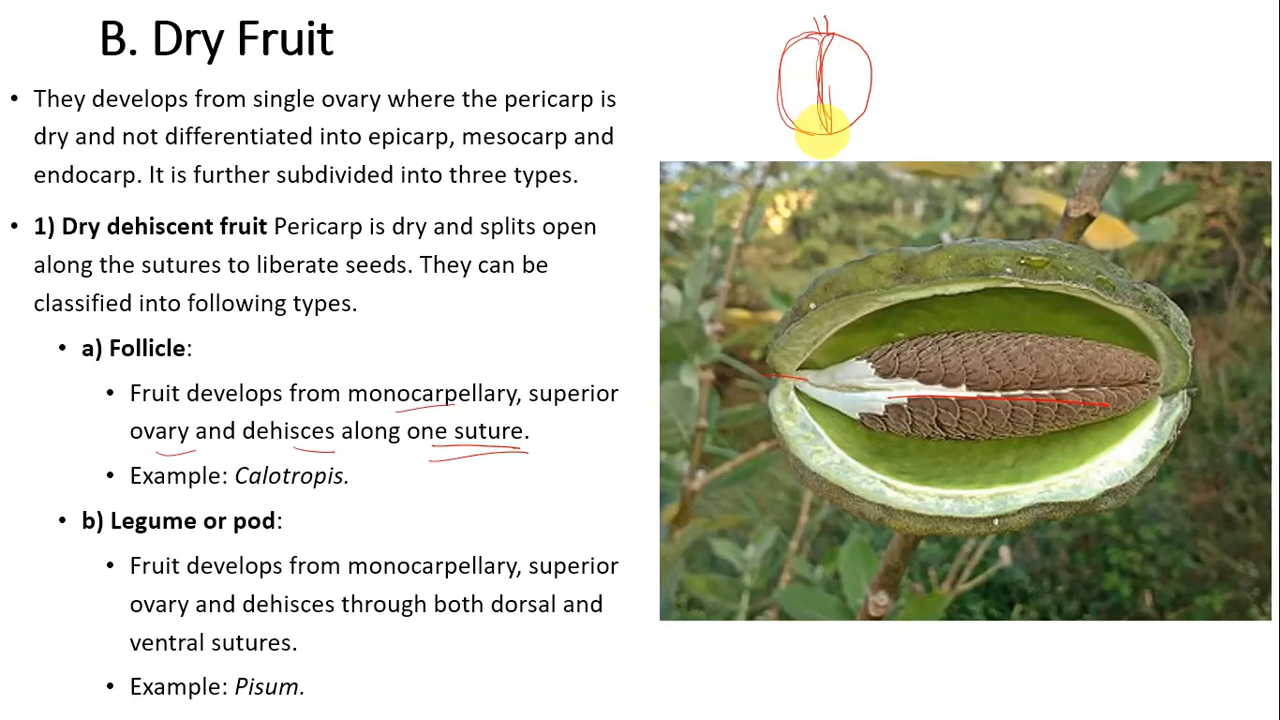 B. Dry Fruit
• They develops from single ovary where the pericarp is
dry and not differentiated into epicarp, mesocarp and
endocarp. It is further subdivided into three types.
• 1) Dry dehiscent fruit Pericarp is dry and splits open
along the sutures to liberate seeds. They can be
classified into following types.
• a) Follicle:
• Fruit develops from monocarpellary, superior
ovary and dehisces along one suture.
• Example: Calotropis.
• b) Legume or pod:
• Fruit develops from monocarpellary, superior
ovary and dehisces through both dorsal and
ventral sutures.
• Example: Pisum.